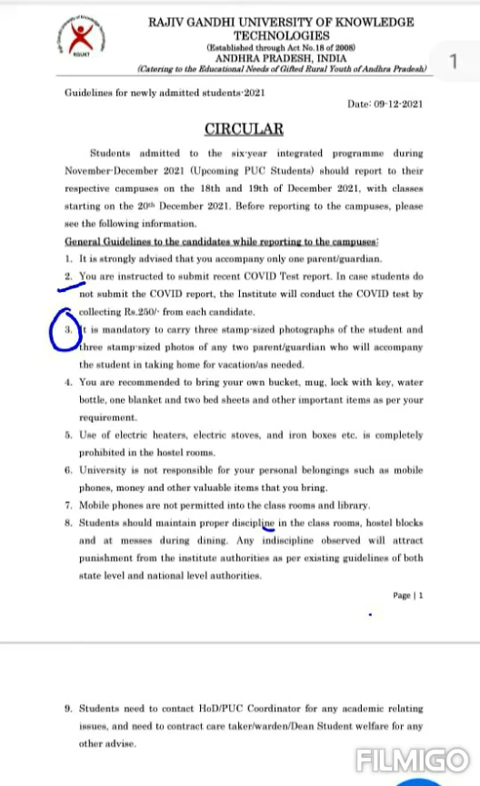 RAJIV GANDHI UNIVERSITY OF KNOWLEDGE
TECHNOLOGIES
(Established through Act No.18 of 2008)
ANDHRA PRADESH, INDIA
(Catering to the Educational Needs of Gifted Rural Youth of Andhra Pradesh)
RGUKT
1
Guidelines for newly admitted students-2021
Date: 09-12-2021
CIRCULAR
Students admitted to the six-year integrated programme during
November-December 2021 (Upcoming PUC Students) should report to their
respective campuses on the 18th and 19th of December 2021, with classes
starting on the 20th December 2021. Before reporting to the campuses, please
see the following information.
General Guidelines to the candidates while reporting to the campuses:
1. It is strongly advised that you accompany only one parent/guardian.
2. You are instructed to submit recent COVID Test report. In case students do
not submit the COVID report, the Institute will conduct the COVID test by
collecting Rs.250/- from each candidate.
3. It is mandatory to carry three stamp-sized photographs of the student and
three stamp-sized photos of any two parent/guardian who will accompany
the student in taking home for vacation/as needed.
4. You are recommended to bring your own bucket, mug, lock with key, water
bottle, one blanket and two bed sheets and other important items as per your
requirement.
5. Use of electric heaters, electric stoves, and iron boxes etc. is completely
prohibited in the hostel rooms.
6. University is not responsible for your personal belongings such as mobile
phones, money and other valuable items that you bring.
7. Mobile phones are not permitted into the class rooms and library.
8. Students should maintain proper discipline in the class rooms, hostel blocks
and at messes during dining. Any indiscipline observed will attract
punishment from the institute authorities as per existing guidelines of both
state level and national level authorities.
Page | 1
9. Students need to contact HoD/PUC Coordinator for any academic relating
issues, and need to contract care taker/warden/Dean Student welfare for any
other advise.
FILMIGO